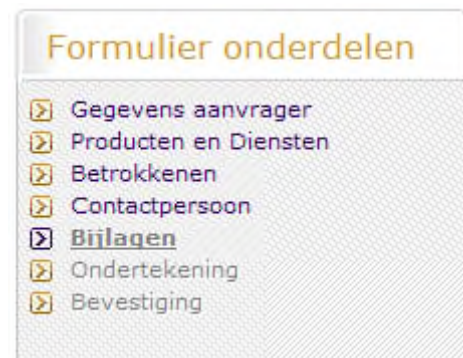 Formulier onderdelen
Gegevens aanvrager
Producten en Diensten
Betrokkenen
Contactpersoon
Bijlagen
Ondertekening
Bevestiging